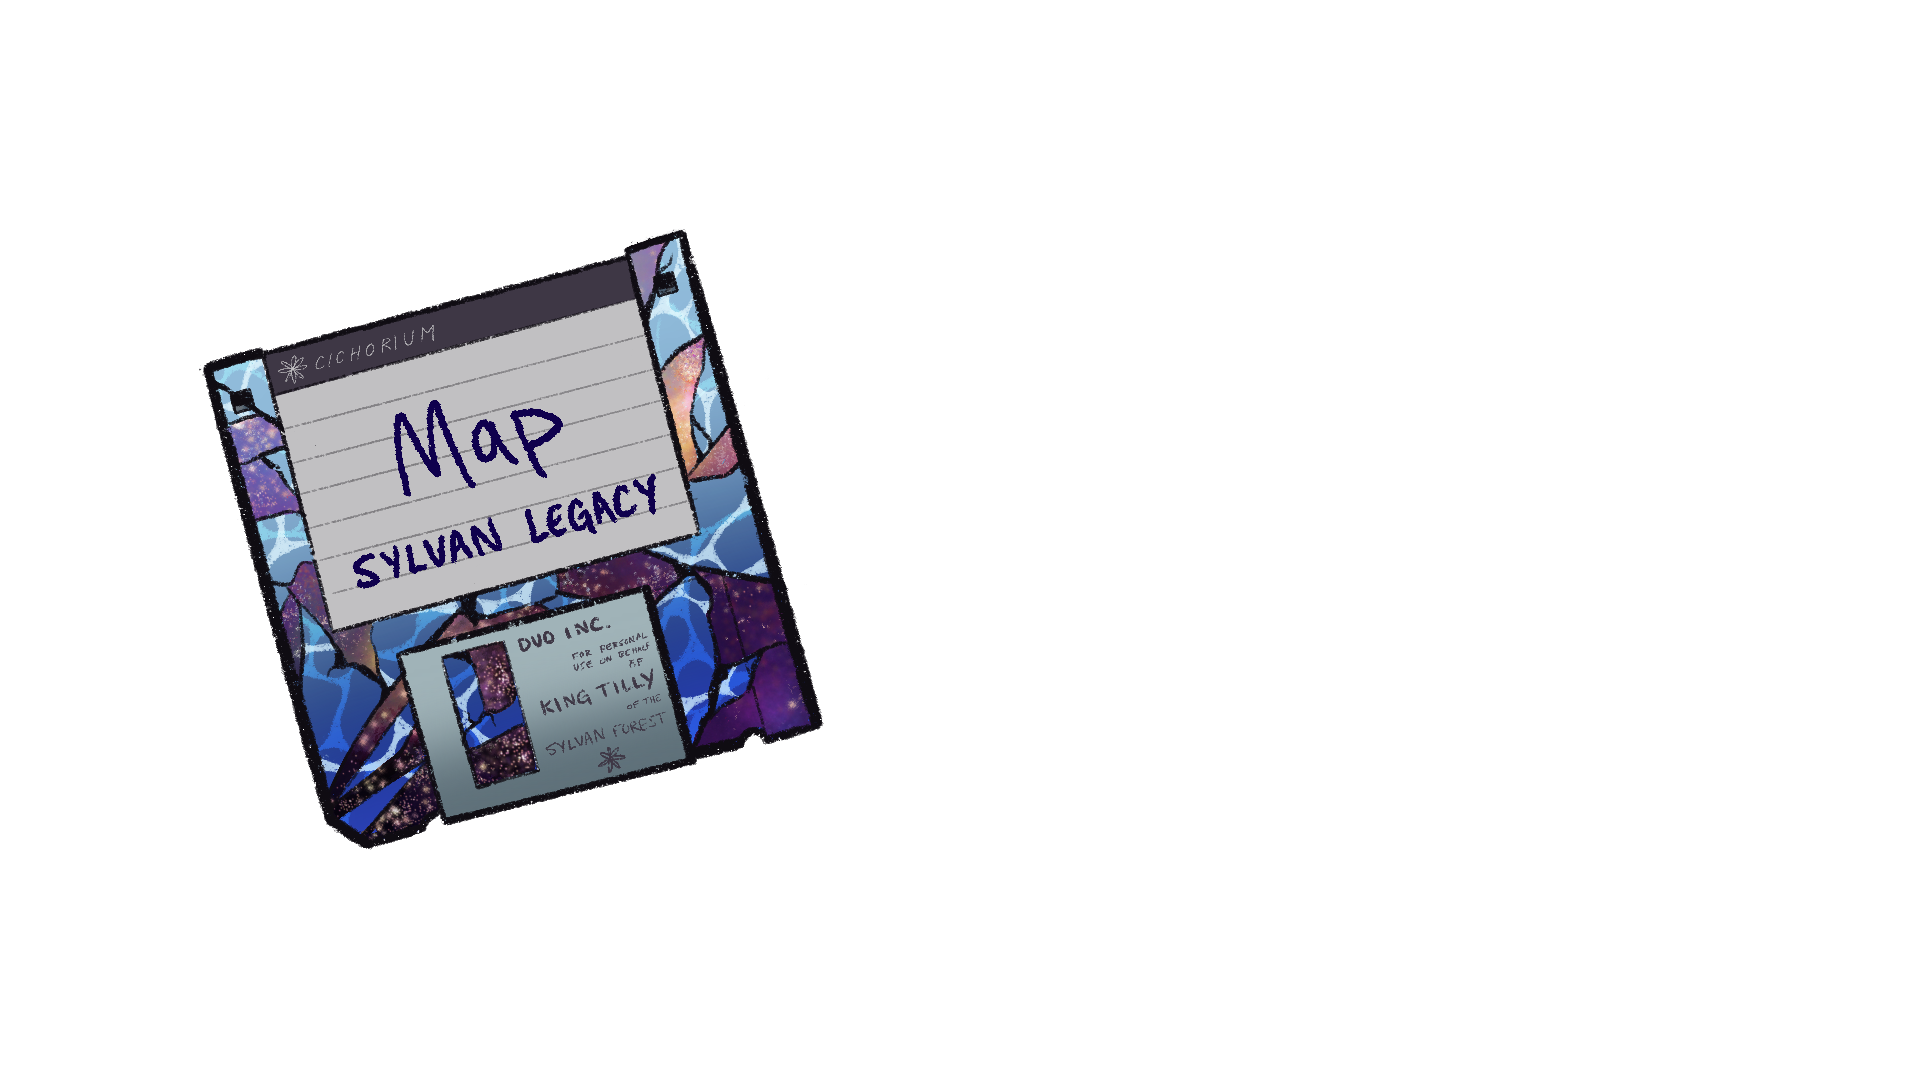 CICHORIUM
Map
SYLVAN LEGACY
DUO INC.
FOR PERSONAL
USE ON BEHALF
OF
KING TILLY
OF THE
SYLVAN FOREST